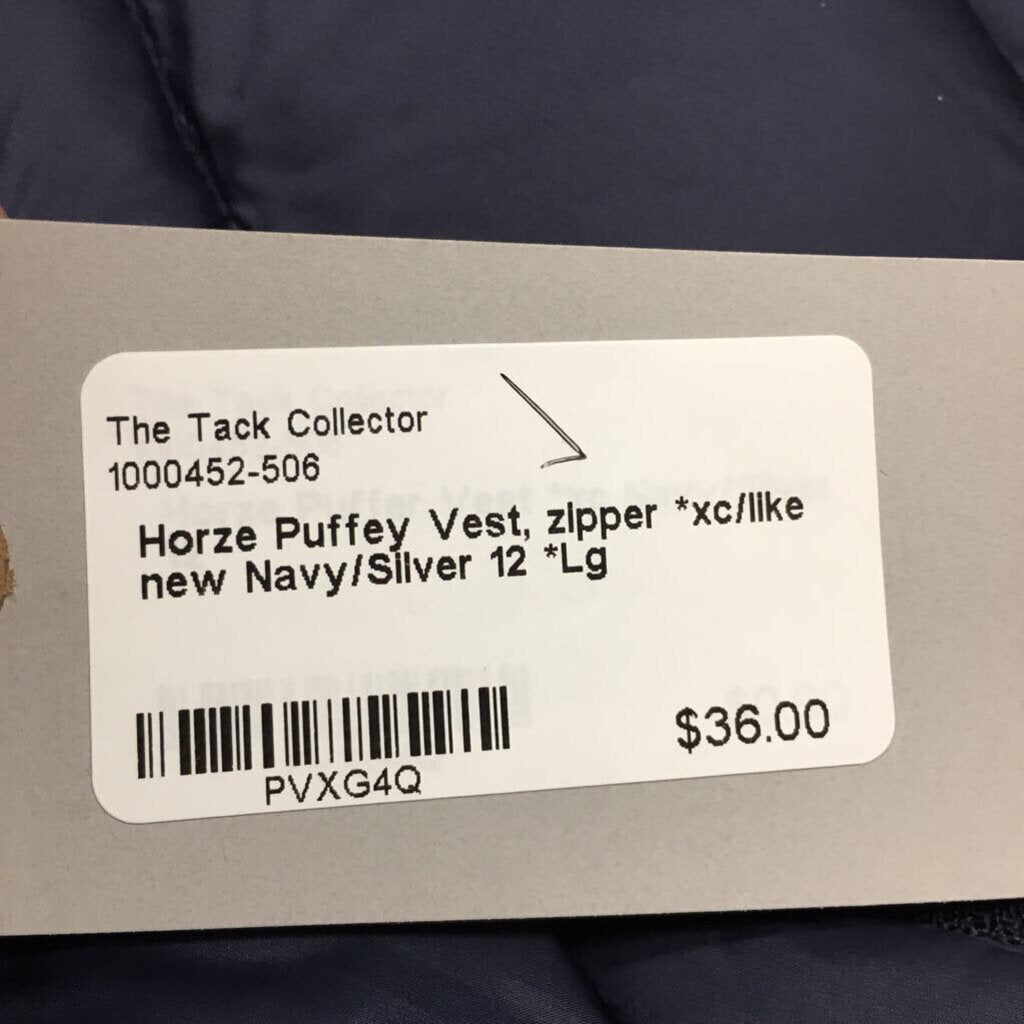 The Tack Collector
1000452-506
Horze Puffey Vest, zipper *xc/like
new Navy/Silver 12 *Lg
PVXG4Q
$36.00